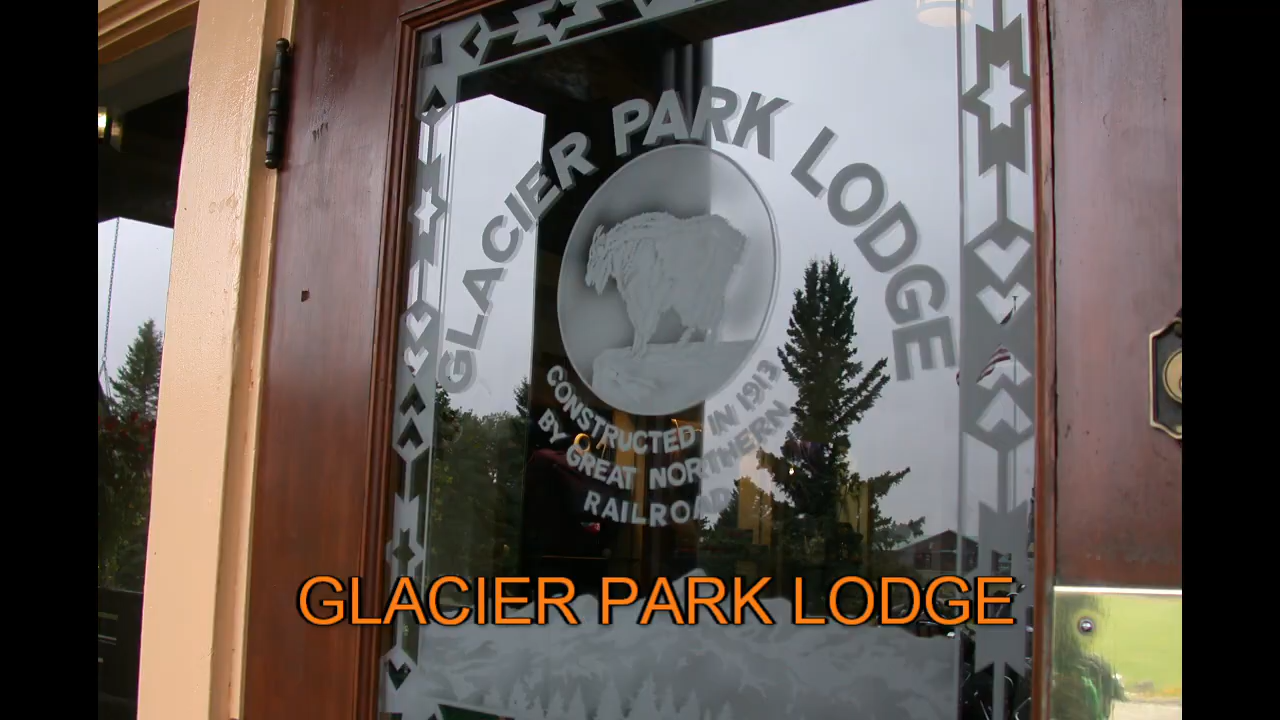 GLACIER PARK LODGE
CONSTRUCTED IN 1913
BY GREAT NORTHERN
RAILROAD
GLACIER PARK LODGE